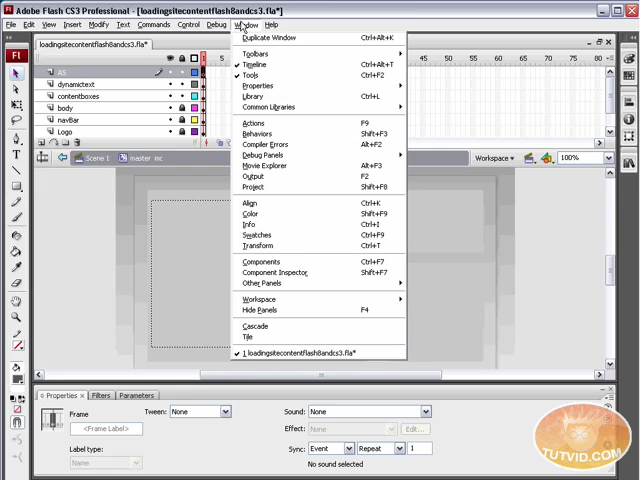 Adobe Flash CS3 Professional - [loadingsitecontentflash8andcs3.fla*]
File Edit View Insert Modify Text Commands Control Debug Window Help
loadingsitecontentflash8andcs3.fla*
1 65 70 75 80
AS
dynamictext
contentboxes
body
navBar
Logo
Scene 1 master mc Workspace 100%
Duplicate Window Ctrl+Alt+K
Toolbars
Timeline Ctrl+Alt+T
Tools Ctrl+F2
Properties
Library Ctrl+L
Common Libraries
Actions F9
Behaviors Shift+F3
Compiler Errors Alt+F2
Debug Panels
Movie Explorer Alt+F3
Output F2
Project Shift+F8
Align Ctrl+K
Color Shift+F9
Info Ctrl+I
Swatches Ctrl+F9
Transform Ctrl+T
Components Ctrl+F7
Component Inspector Shift+F7
Other Panels
Workspace
Hide Panels F4
Cascade
Tile
1 loadingsitecontentflash8andcs3.fla*
Properties Filters Parameters
Frame Tween: None Sound: None
<Frame Label> Effect: None Edit...
Label type: Sync: Event Repeat 1
Name No sound selected
Fl
TUTVID.COM